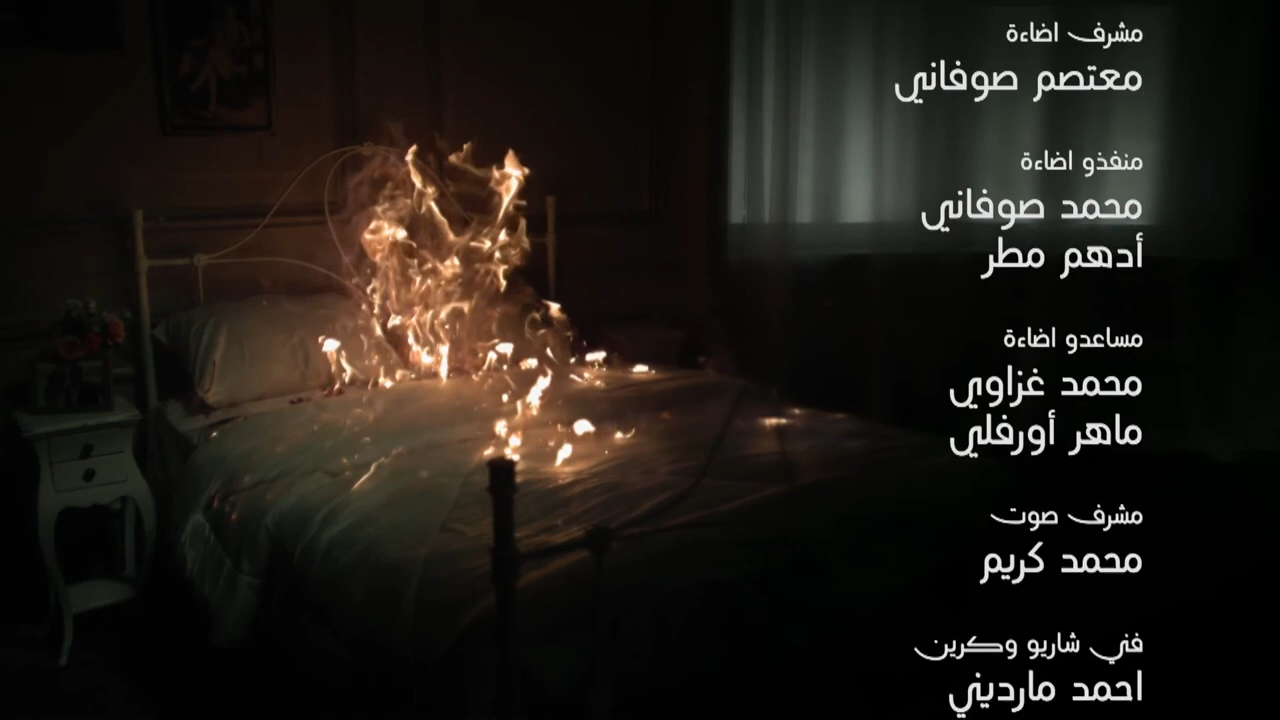 مشرف اضاءة
معتصم صوفاني
منفذو اضاءة
محمد صوفاني
أدهم مطر
مساعدو اضاءة
محمد غزاوي
ماهر أورفلي
مشرف صوت
محمد كريم
فني شاريو وكرين
احمد مارديني